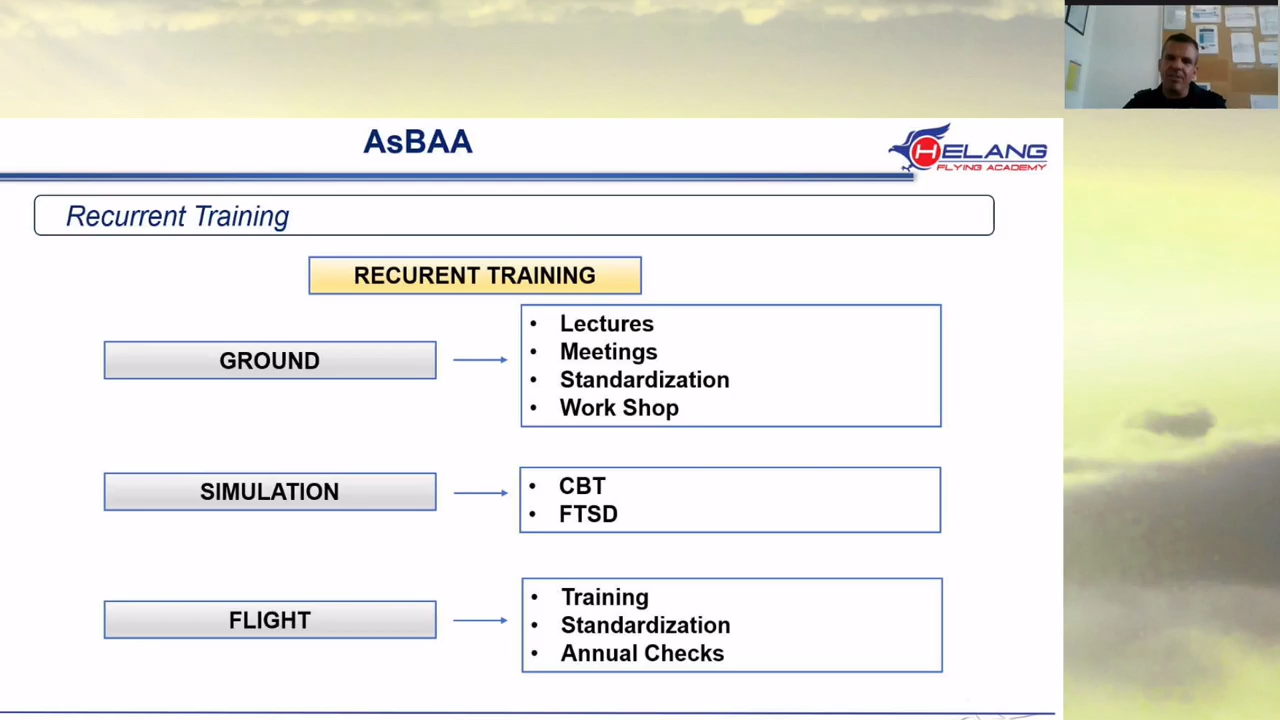 AsBAA
HELANG
FLYING ACADEMY
Recurrent Training
RECURENT TRAINING
GROUND
• Lectures
• Meetings
• Standardization
• Work Shop
SIMULATION
• CBT
• FTSD
FLIGHT
• Training
• Standardization
• Annual Checks